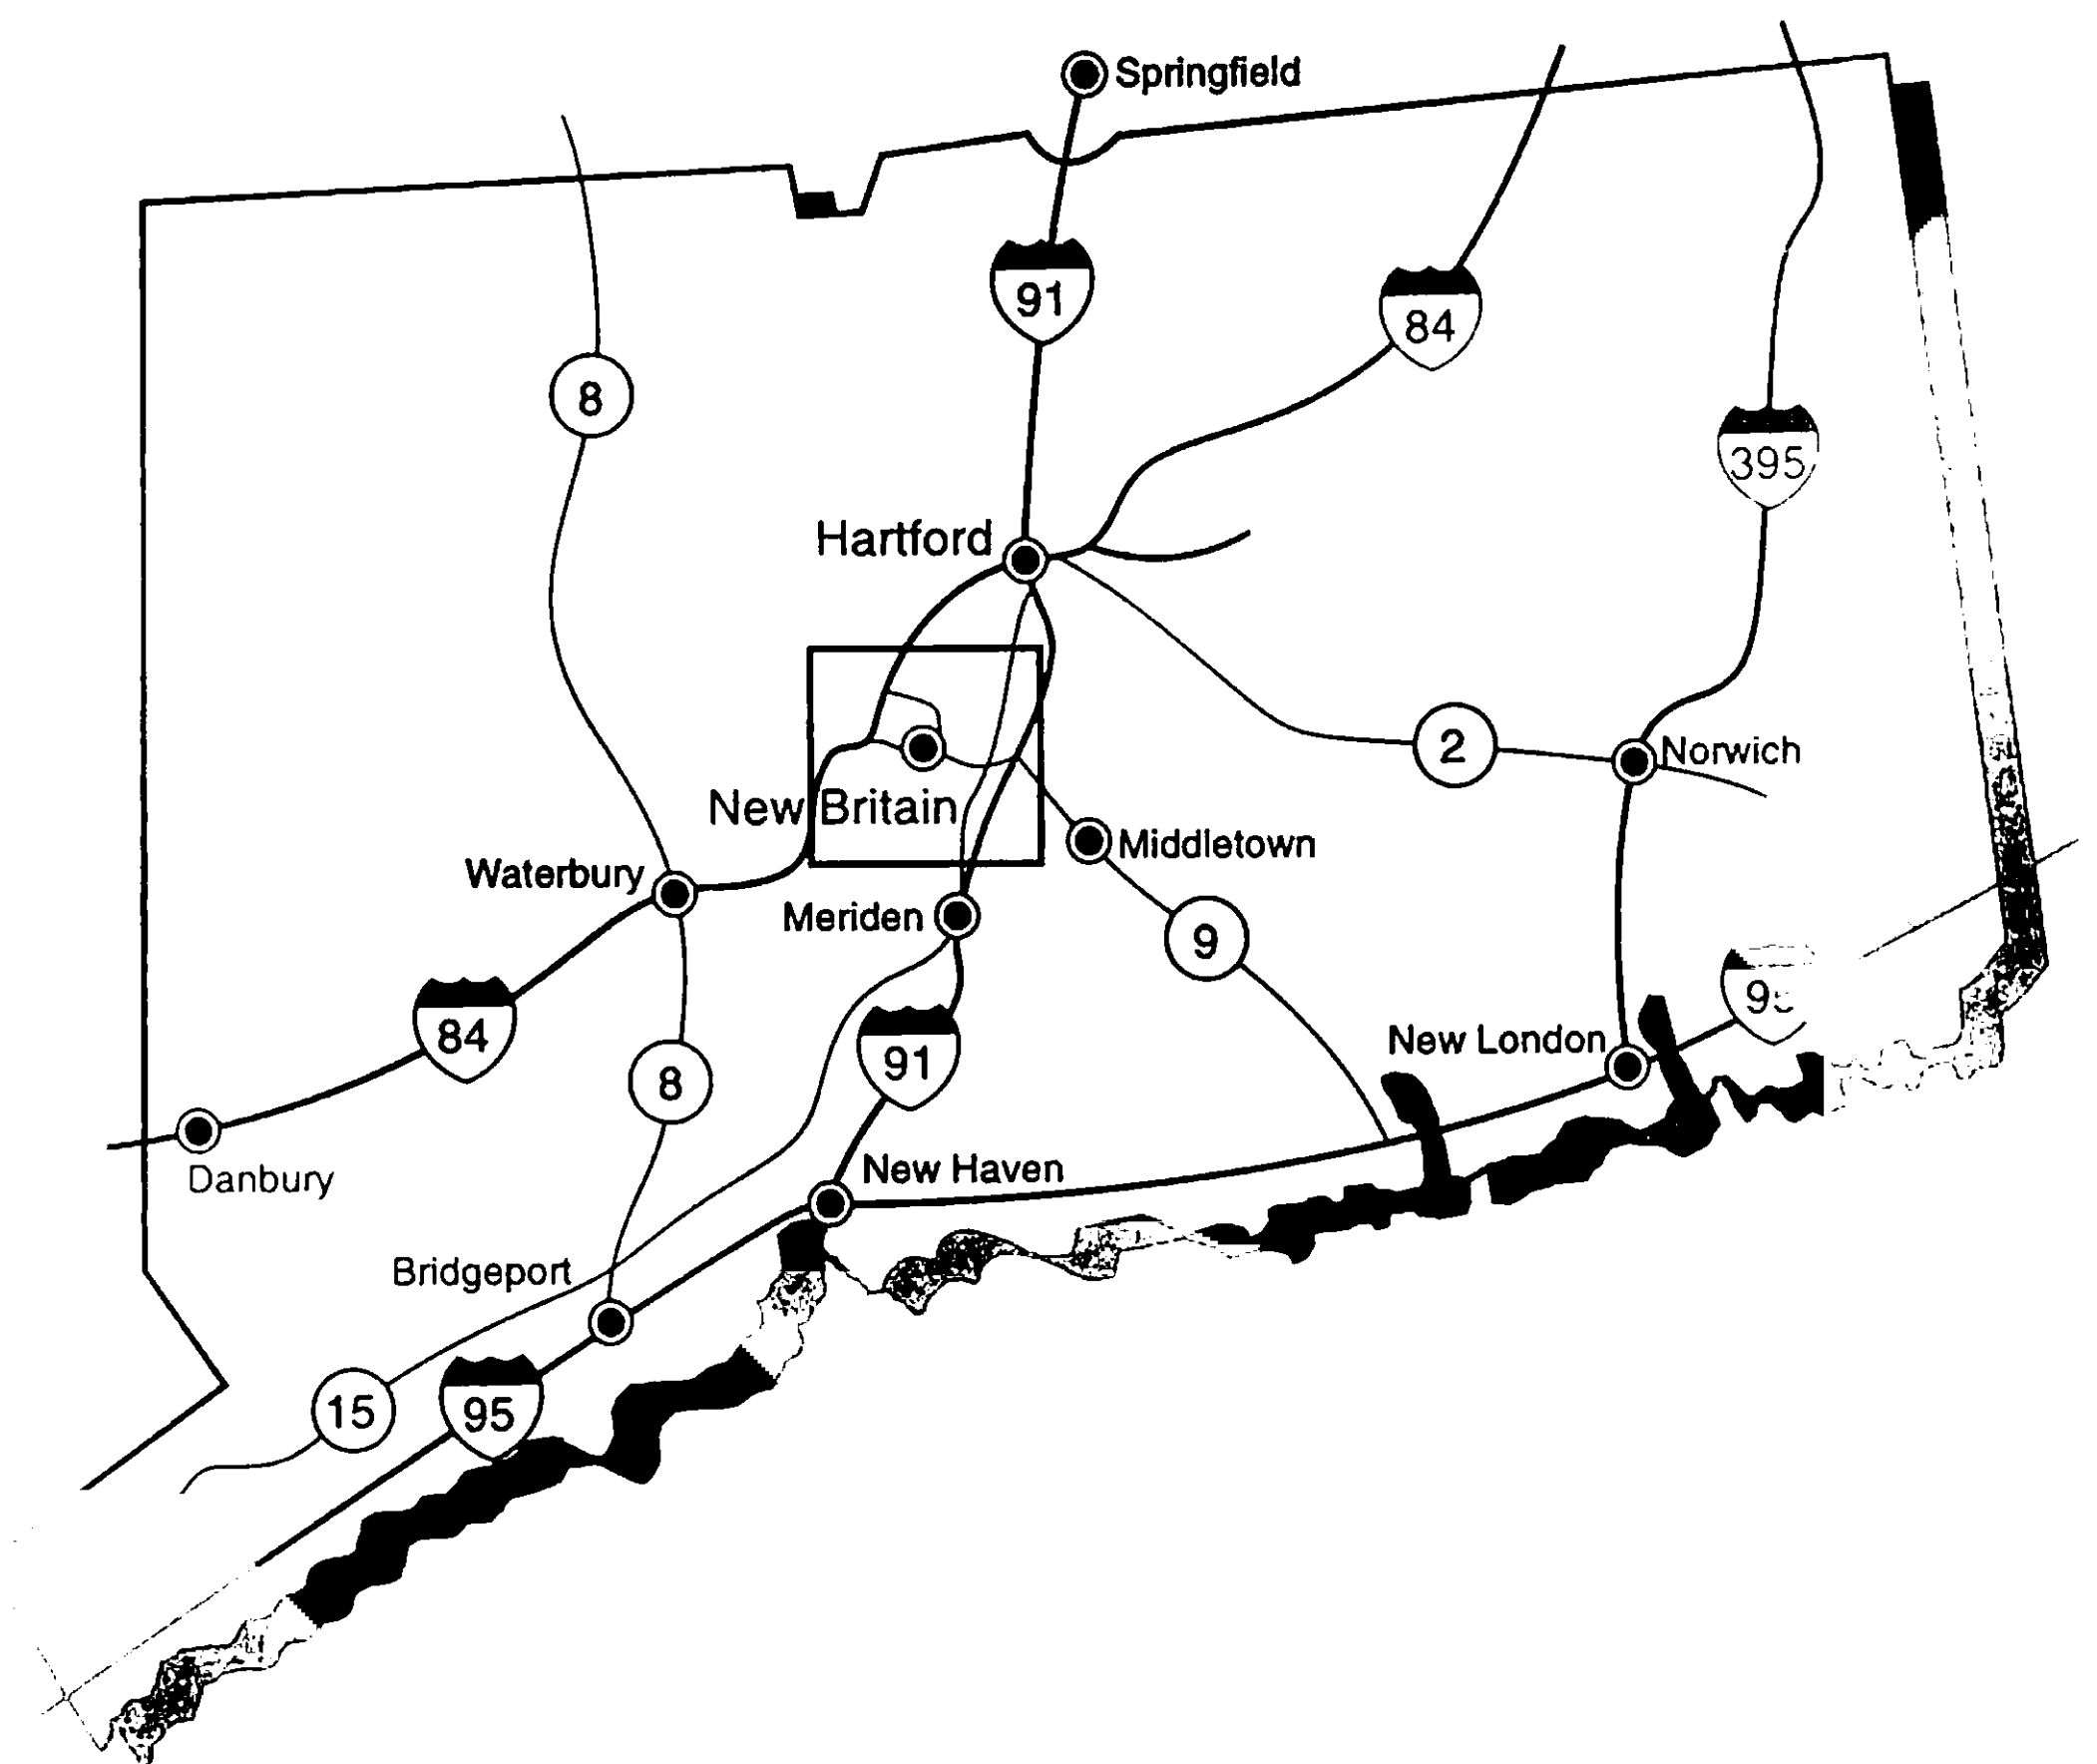 Springfield
91
84
8
395
Hartford
2
Norwich
New Britain
Middletown
Waterbury
Meriden
9
84
91
8
New London
Danbury
New Haven
Bridgeport
15
95